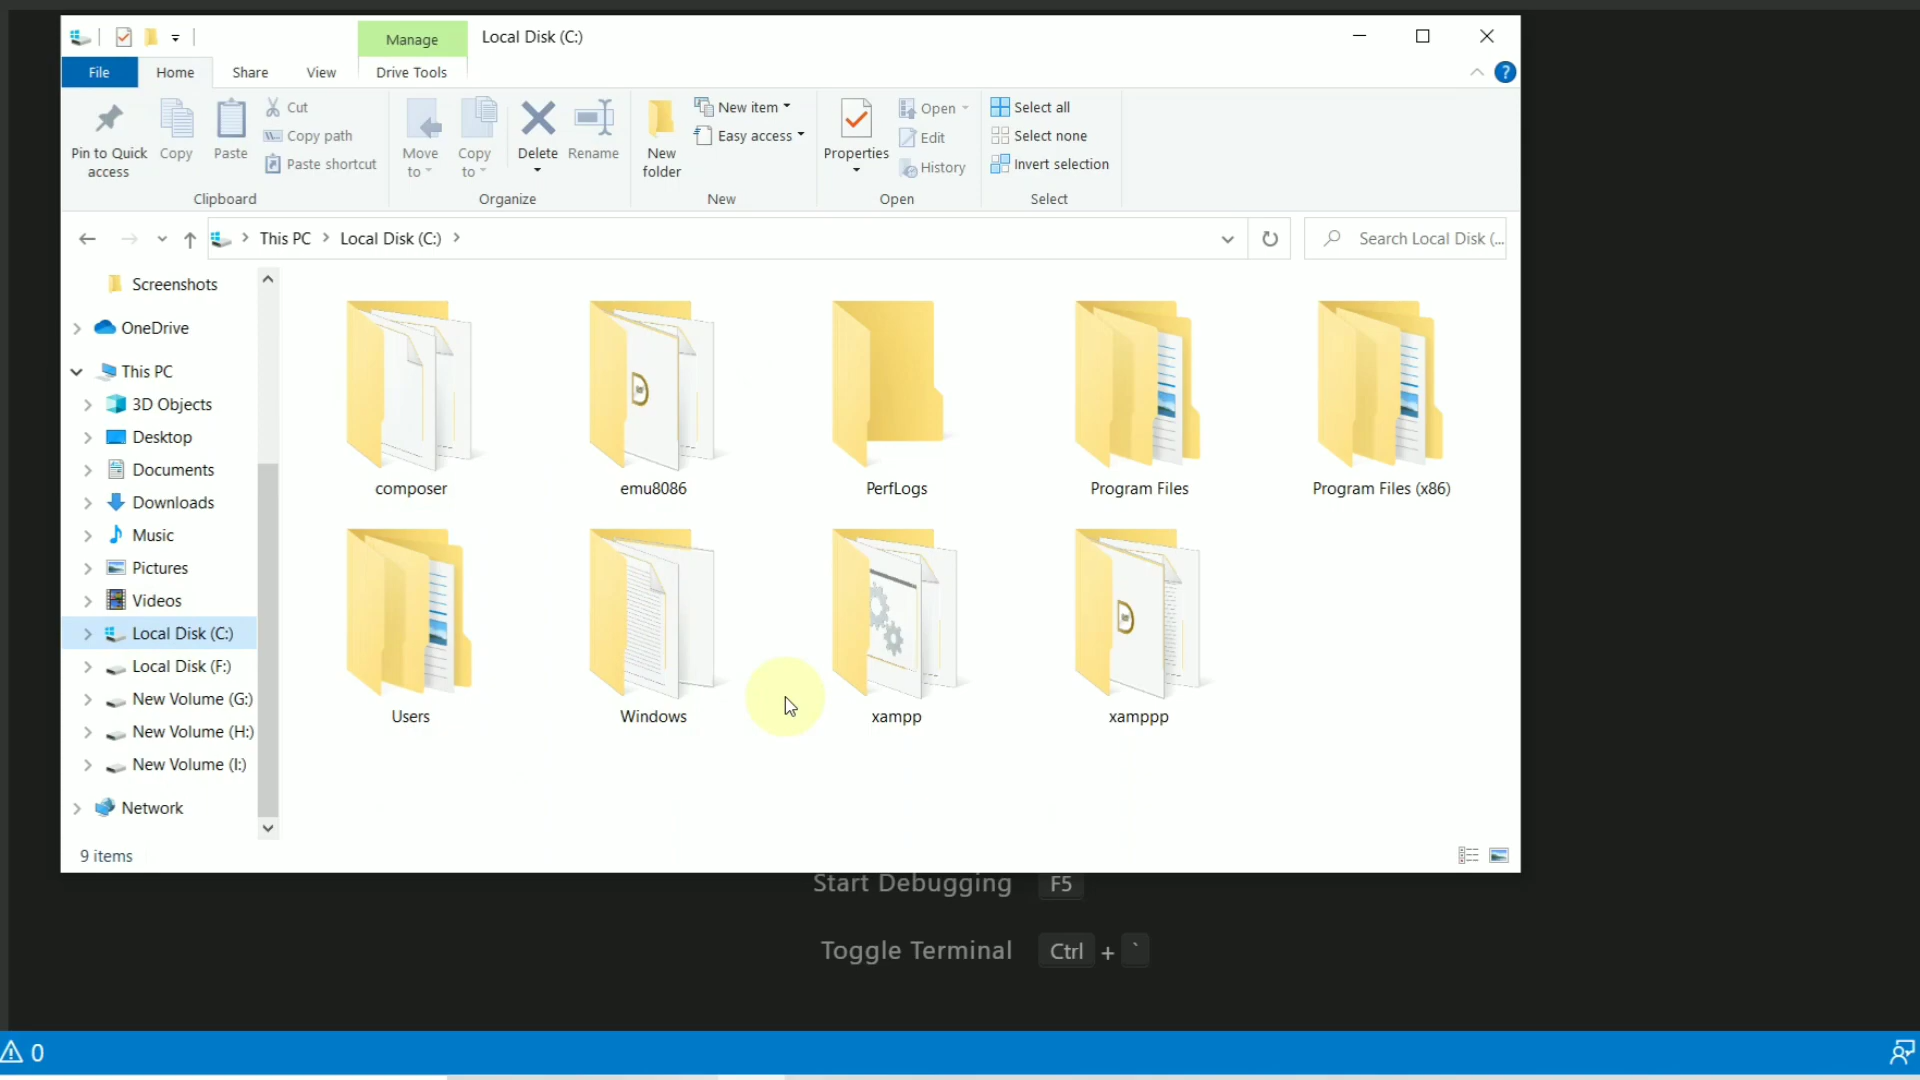 Manage
Local Disk (C:)
File
Home
Share
View
Drive Tools
?
Pin to Quick
access
Copy
Paste
Cut
Copy path
Paste shortcut
Clipboard
Move
to
Copy
to
Delete
Rename
Organize
New
folder
New item
Easy access
New
Properties
Open
Edit
History
Open
Select all
Select none
Invert selection
Select
This PC
Local Disk (C:)
Search Local Disk (...
Screenshots
OneDrive
This PC
3D Objects
Desktop
Documents
Downloads
Music
Pictures
Videos
Local Disk (C:)
Local Disk (F:)
New Volume (G:)
New Volume (H:)
New Volume (I:)
Network
composer
emu8086
PerfLogs
Program Files
Program Files (x86)
Users
Windows
xampp
xamppp
9 items
Start Debugging F5
Toggle Terminal Ctrl + `
0